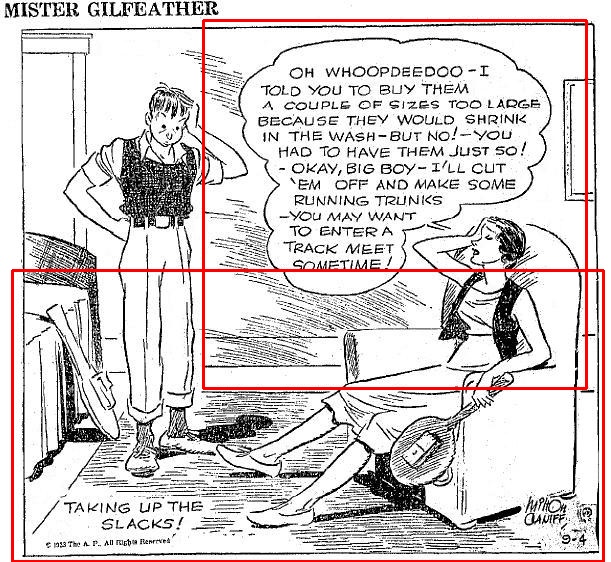 MISTER GILFEATHER
OH WHOOPDEEDOO - I
TOLD YOU TO BUY THEM
A COUPLE OF SIZES TOO LARGE
BECAUSE THEY WOULD SHRINK
IN THE WASH - BUT NO! - YOU
HAD TO HAVE THEM JUST SO!
- OKAY, BIG BOY - I'LL CUT
'EM OFF AND MAKE SOME
RUNNING TRUNKS
- YOU MAY WANT
TO ENTER A
TRACK MEET
SOMETIME!
TAKING UP THE
SLACKS!
© 1933 The A. P., All Rights Reserved
CANIFF
9-4